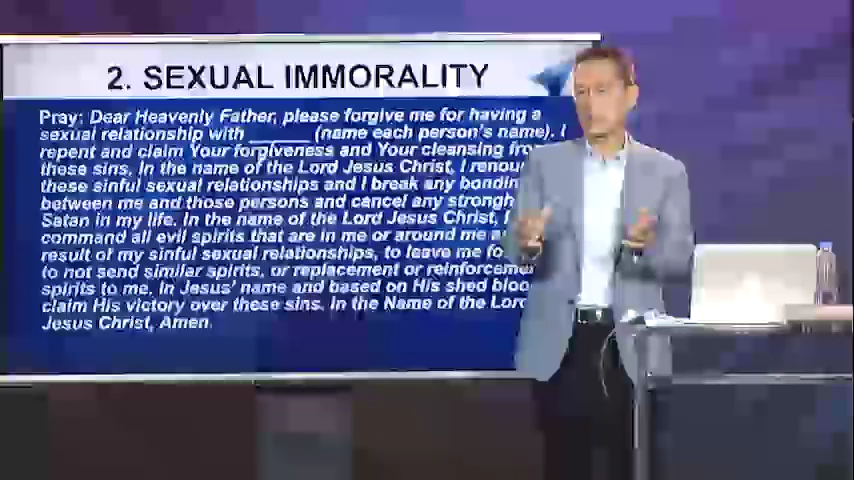 2. SEXUAL IMMORALITY
Pray: Dear Heavenly Father, please forgive me for having a
sexual relationship with ______ (name each person's name). I
repent and claim Your forgiveness and Your cleansing from
these sins. In the name of the Lord Jesus Christ, I renou
these sinful sexual relationships and I break any bondin
between me and those persons and cancel any strongh
Satan in my life. In the name of the Lord Jesus Christ, I
command all evil spirits that are in me or around me a
result of my sinful sexual relationships, to leave me fo
to not send similar spirits, or replacement or reinforceme
spirits to me. In Jesus' name and based on His shed bloo
claim His victory over these sins. In the Name of the Lord
Jesus Christ, Amen.